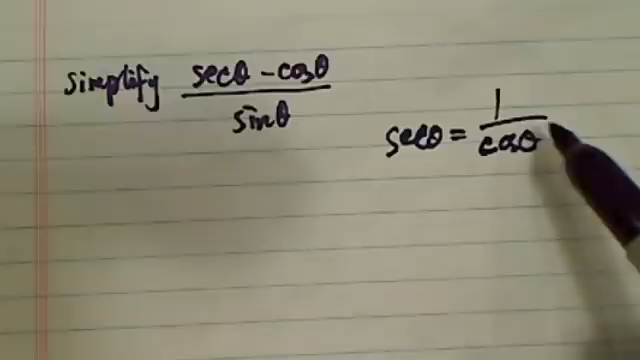 simplify (secθ - cosθ)/sinθ
secθ = 1/cosθ